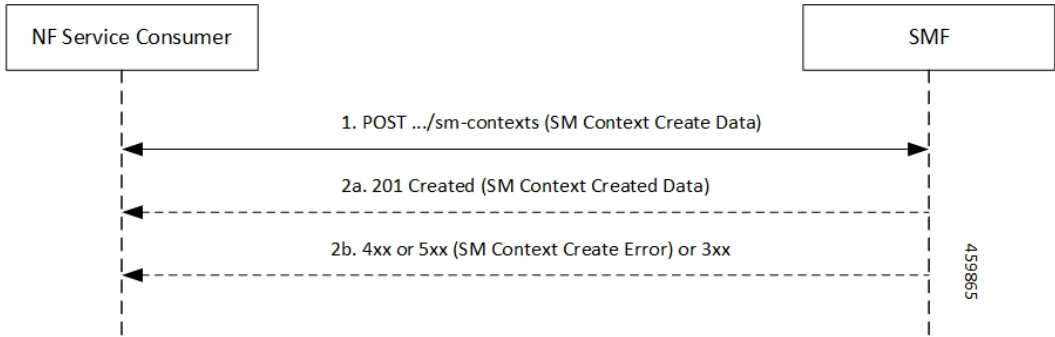 NF Service Consumer
SMF
1. POST .../sm-contexts (SM Context Create Data)
2a. 201 Created (SM Context Created Data)
2b. 4xx or 5xx (SM Context Create Error) or 3xx
459865